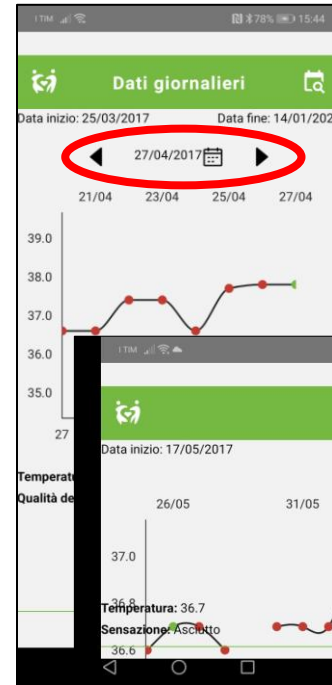 I TIM 78% 15:44
Dati giornalieri
Data inizio: 25/03/2017 Data fine: 14/01/202
27/04/2017
21/04 23/04 25/04 27/04
39.0
38.0
37.0
36.0
35.0
27
Temperatu
Qualità de
I TIM
Data inizio: 17/05/2017
26/05 31/05
37.0
36.8
Temperatura: 36.7
Sensazione: Asciutto
36.6